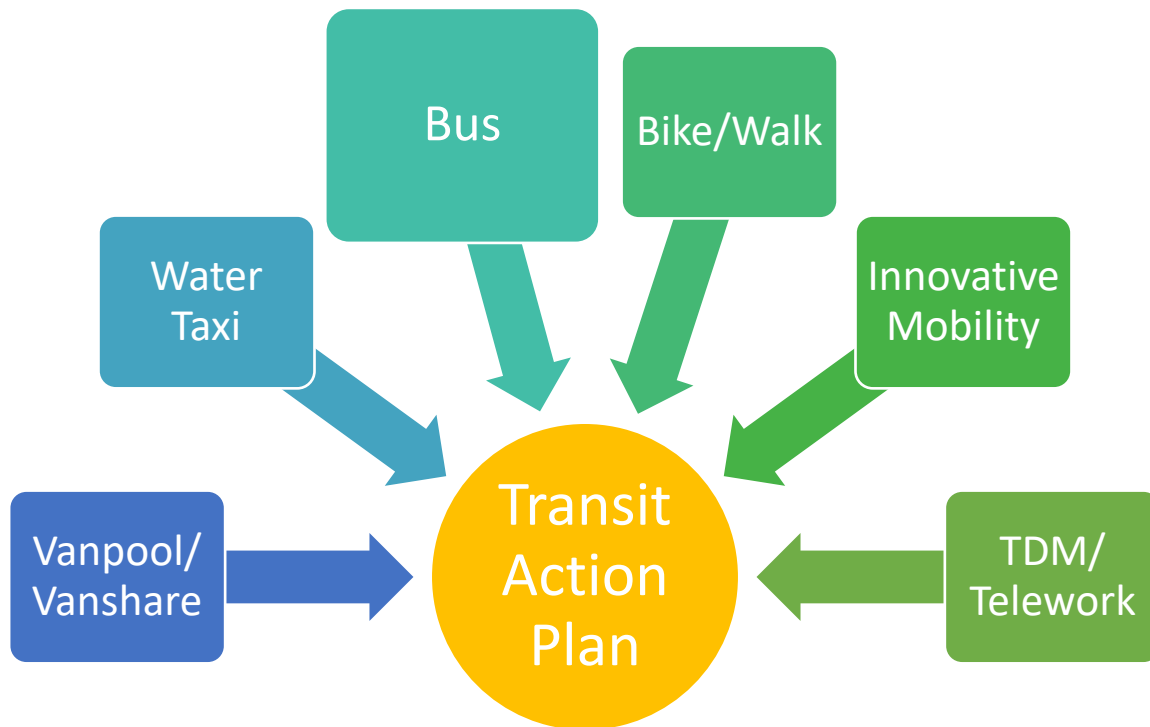 Bus
Bike/Walk
Water
Taxi
Innovative
Mobility
Vanpool/
Vanshare
Transit
Action
Plan
TDM/
Telework